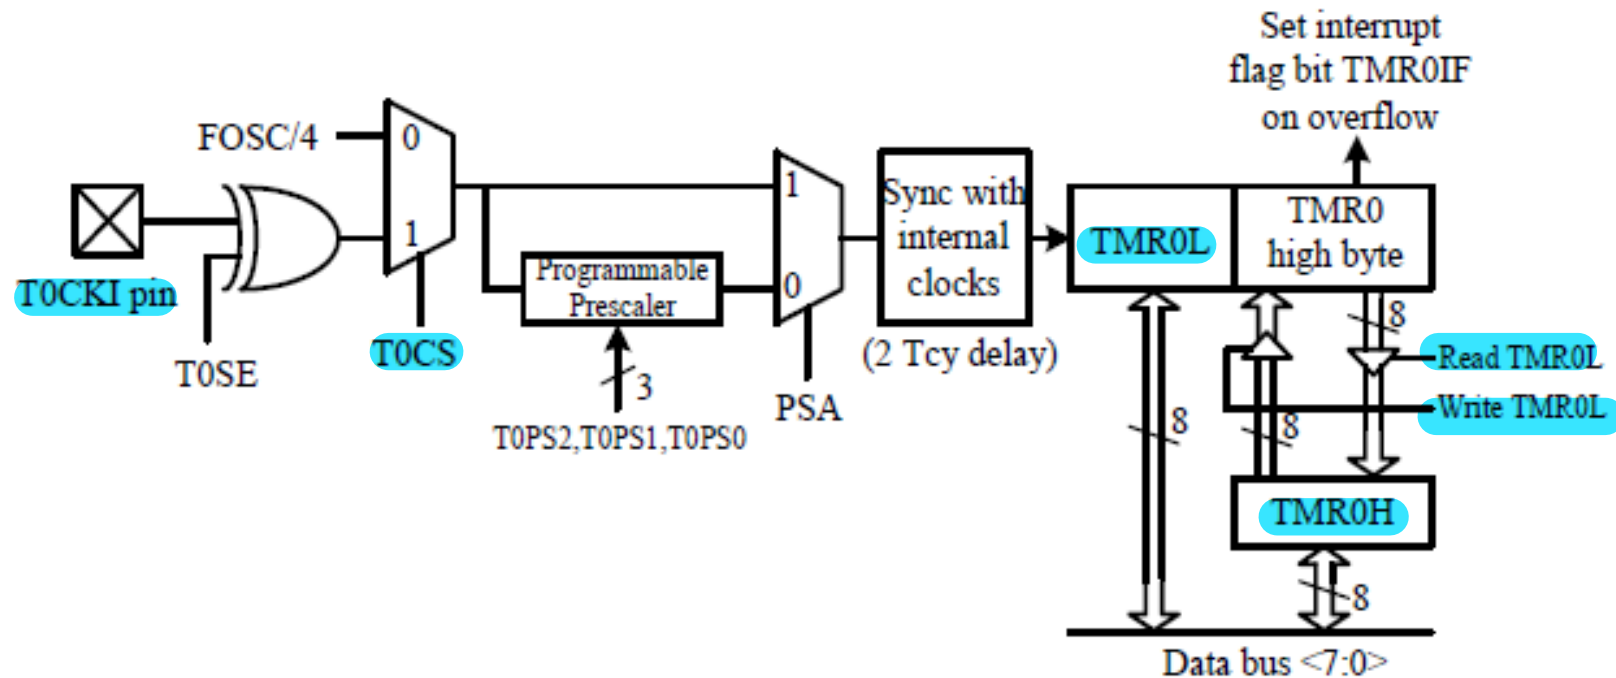 Set interrupt
flag bit TMR0IF
on overflow
FOSC/4
0
1
T0CKI pin
T0SE
T0CS
Programmable
Prescaler
3
T0PS2,T0PS1,T0PS0
1
0
PSA
Sync with
internal
clocks
(2 Tcy delay)
TMR0L
TMR0
high byte
8
Read TMR0L
Write TMR0L
8
8
TMR0H
8
Data bus <7:0>